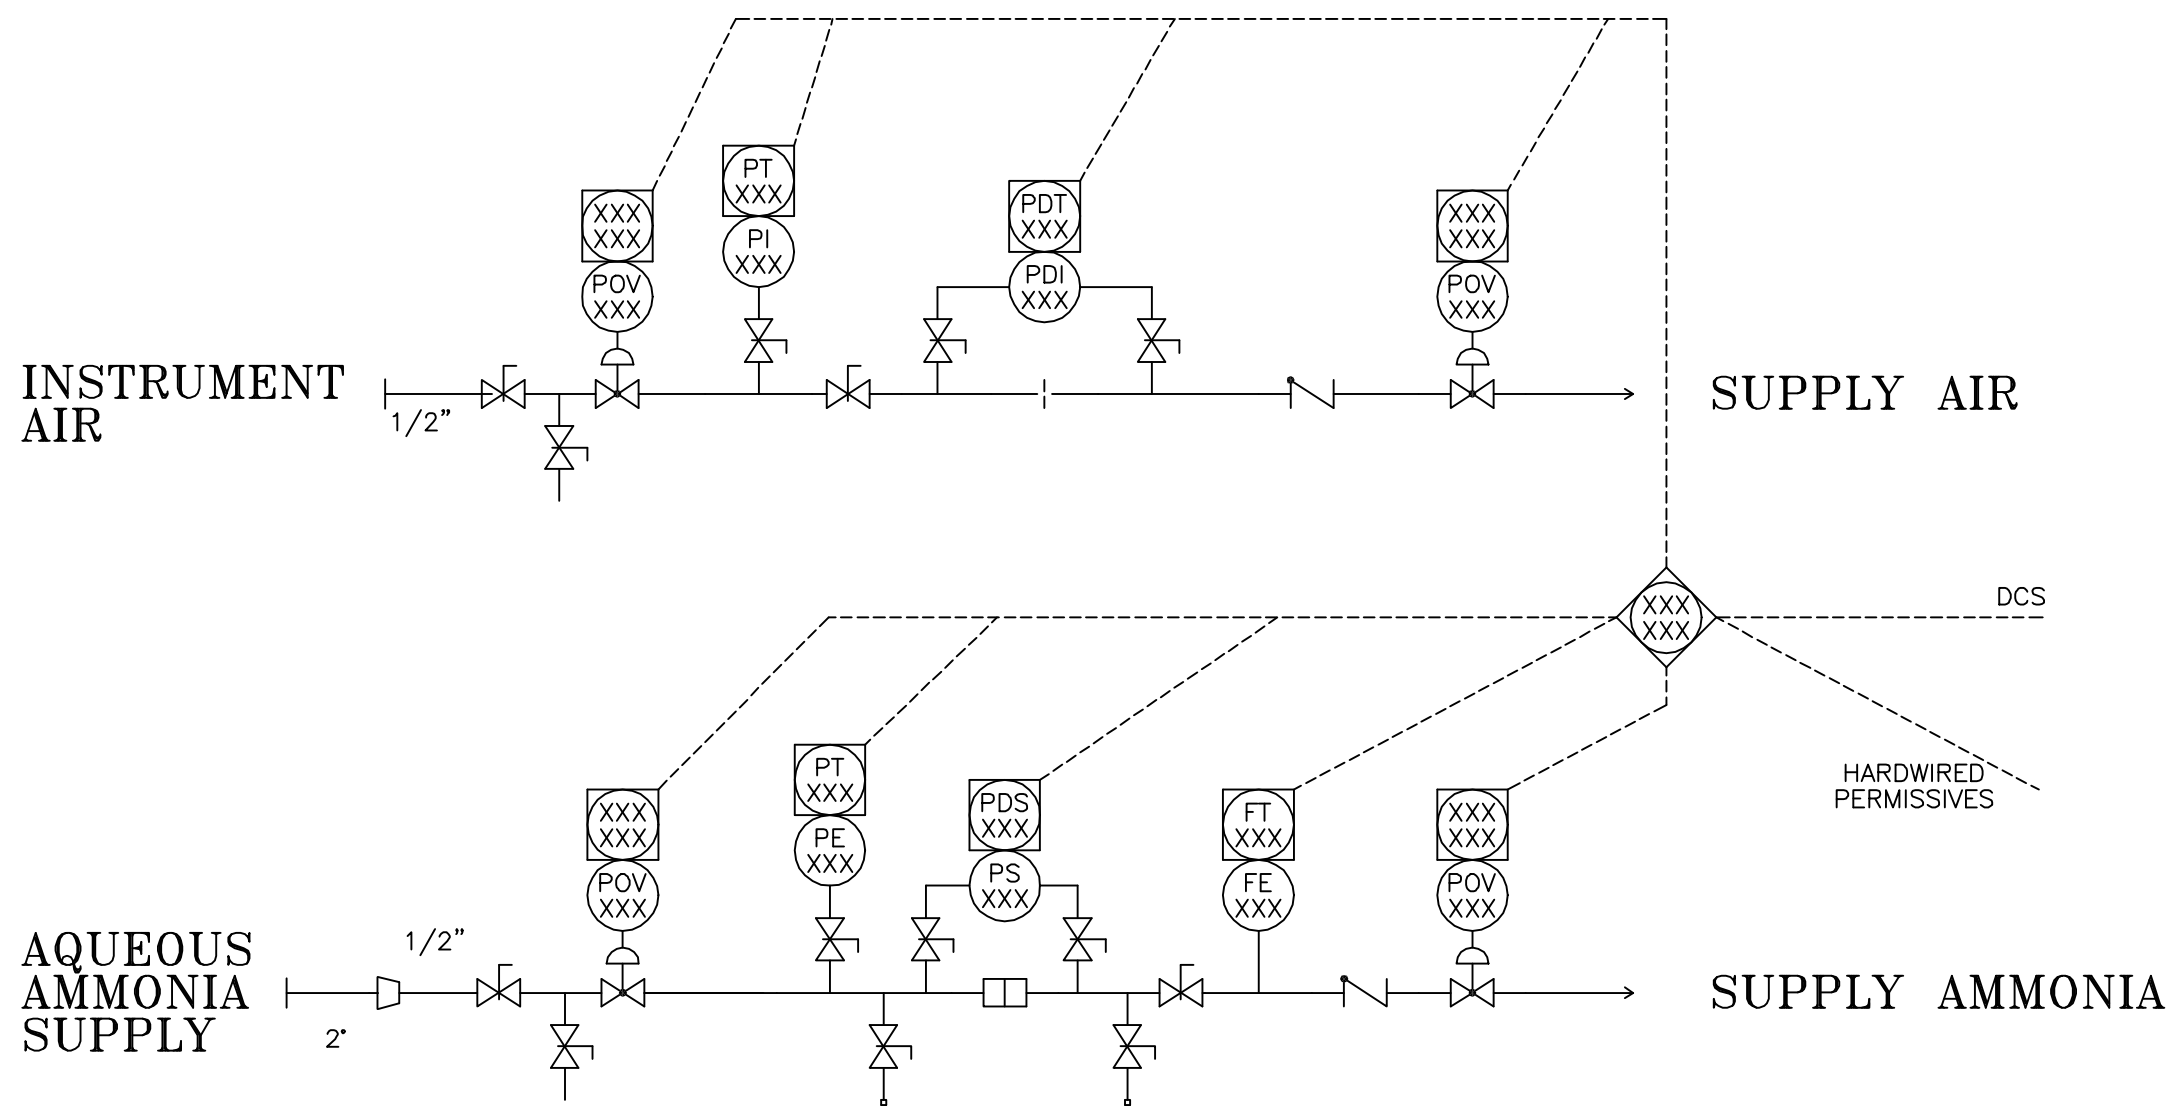 PT
XXX
XXX
XXX
PI
XXX
POV
XXX
PDT
XXX
PDI
XXX
XXX
XXX
POV
XXX
INSTRUMENT
AIR
1/2”
SUPPLY AIR
XXX
XXX
DCS
HARDWIRED
PERMISSIVES
XXX
XXX
POV
XXX
PT
XXX
PE
XXX
PDS
XXX
PS
XXX
FT
XXX
FE
XXX
XXX
XXX
POV
XXX
AQUEOUS
AMMONIA
SUPPLY
1/2”
2"
SUPPLY AMMONIA